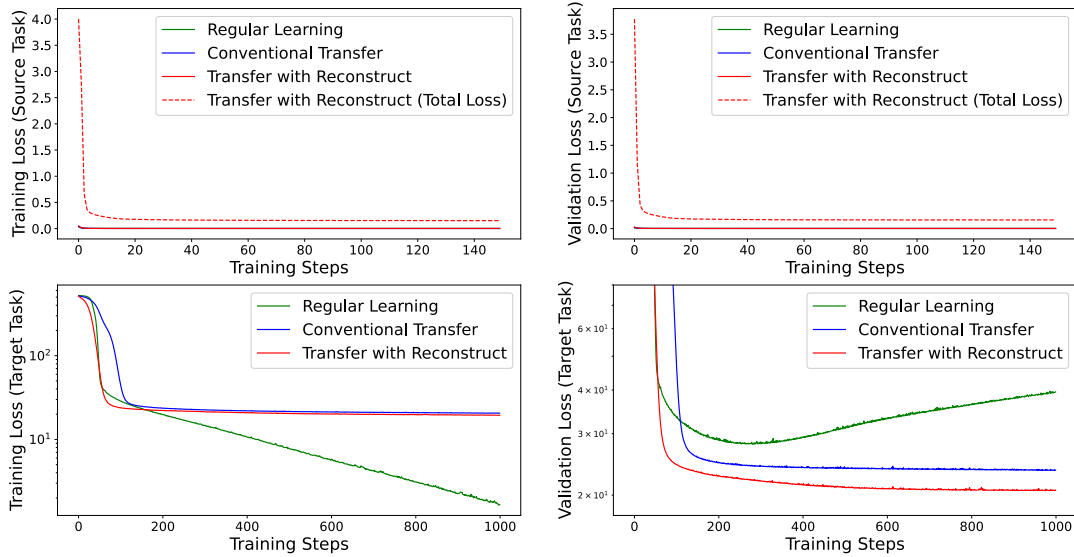 Training Loss (Source Task)
4.0
3.5
3.0
2.5
2.0
1.5
1.0
0.5
0.0
Regular Learning
Conventional Transfer
Transfer with Reconstruct
Transfer with Reconstruct (Total Loss)
0 20 40 60 80 100 120 140
Training Steps
Validation Loss (Source Task)
3.5
3.0
2.5
2.0
1.5
1.0
0.5
0.0
Regular Learning
Conventional Transfer
Transfer with Reconstruct
Transfer with Reconstruct (Total Loss)
0 20 40 60 80 100 120 140
Training Steps
Training Loss (Target Task)
10²
10¹
Regular Learning
Conventional Transfer
Transfer with Reconstruct
0 200 400 600 800 1000
Training Steps
Validation Loss (Target Task)
6 × 10¹
4 × 10¹
3 × 10¹
2 × 10¹
Regular Learning
Conventional Transfer
Transfer with Reconstruct
0 200 400 600 800 1000
Training Steps